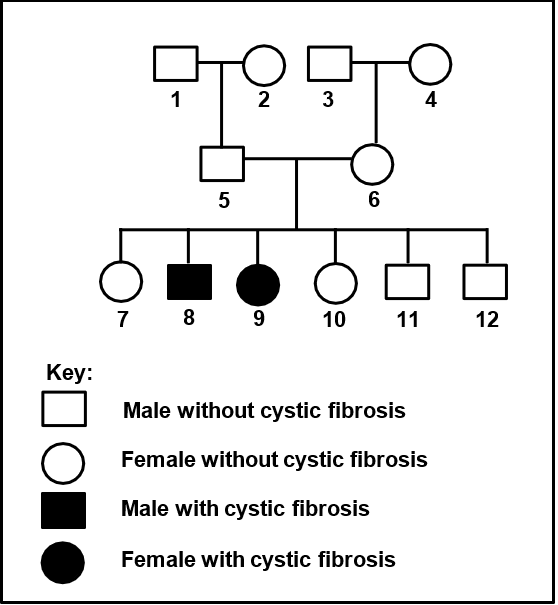 1 2 3 4
5 6
7 8 9 10 11 12
Key:
Male without cystic fibrosis
Female without cystic fibrosis
Male with cystic fibrosis
Female with cystic fibrosis